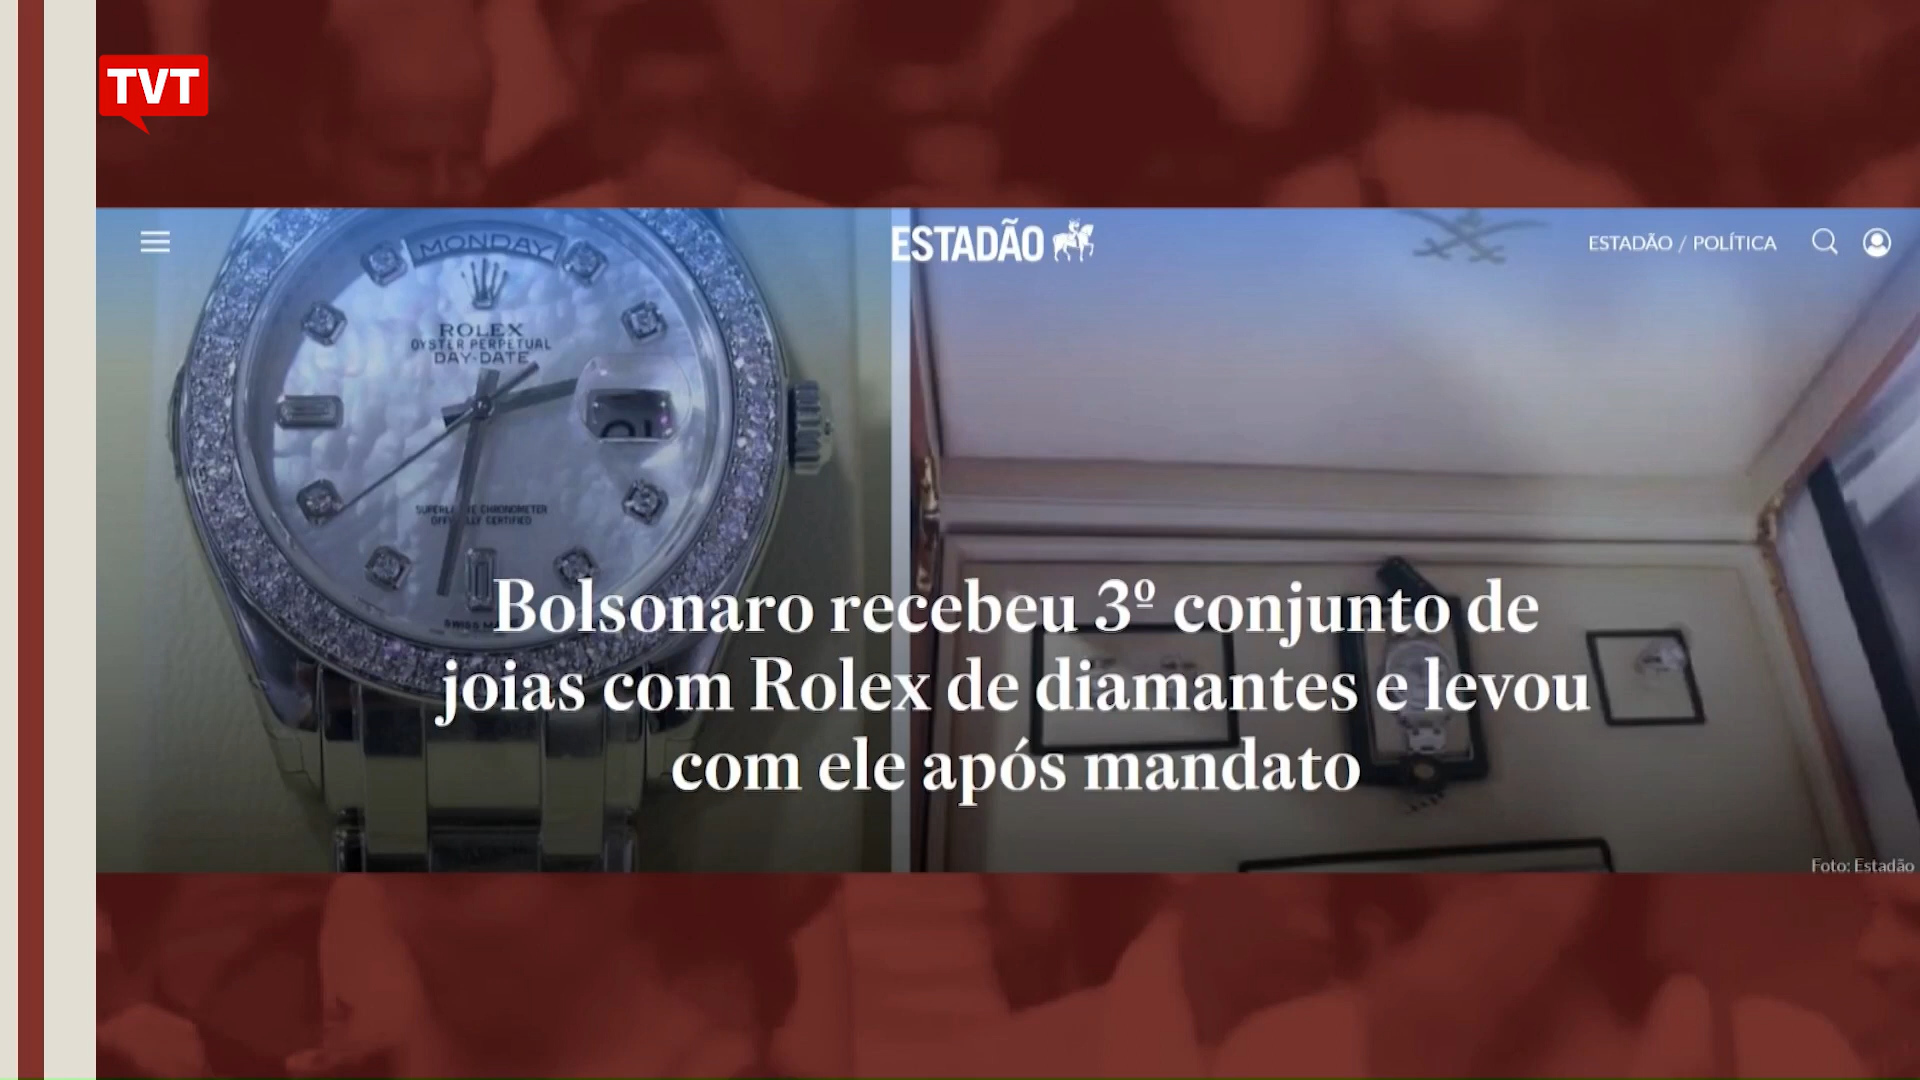 TVT
ESTADÃO
ESTADÃO / POLÍTICA
MONDAY
ROLEX
OYSTER PERPETUAL
DAY-DATE
Bolsonaro recebeu 3º conjunto de
joias com Rolex de diamantes e levou
com ele após mandato
Foto: Estadão